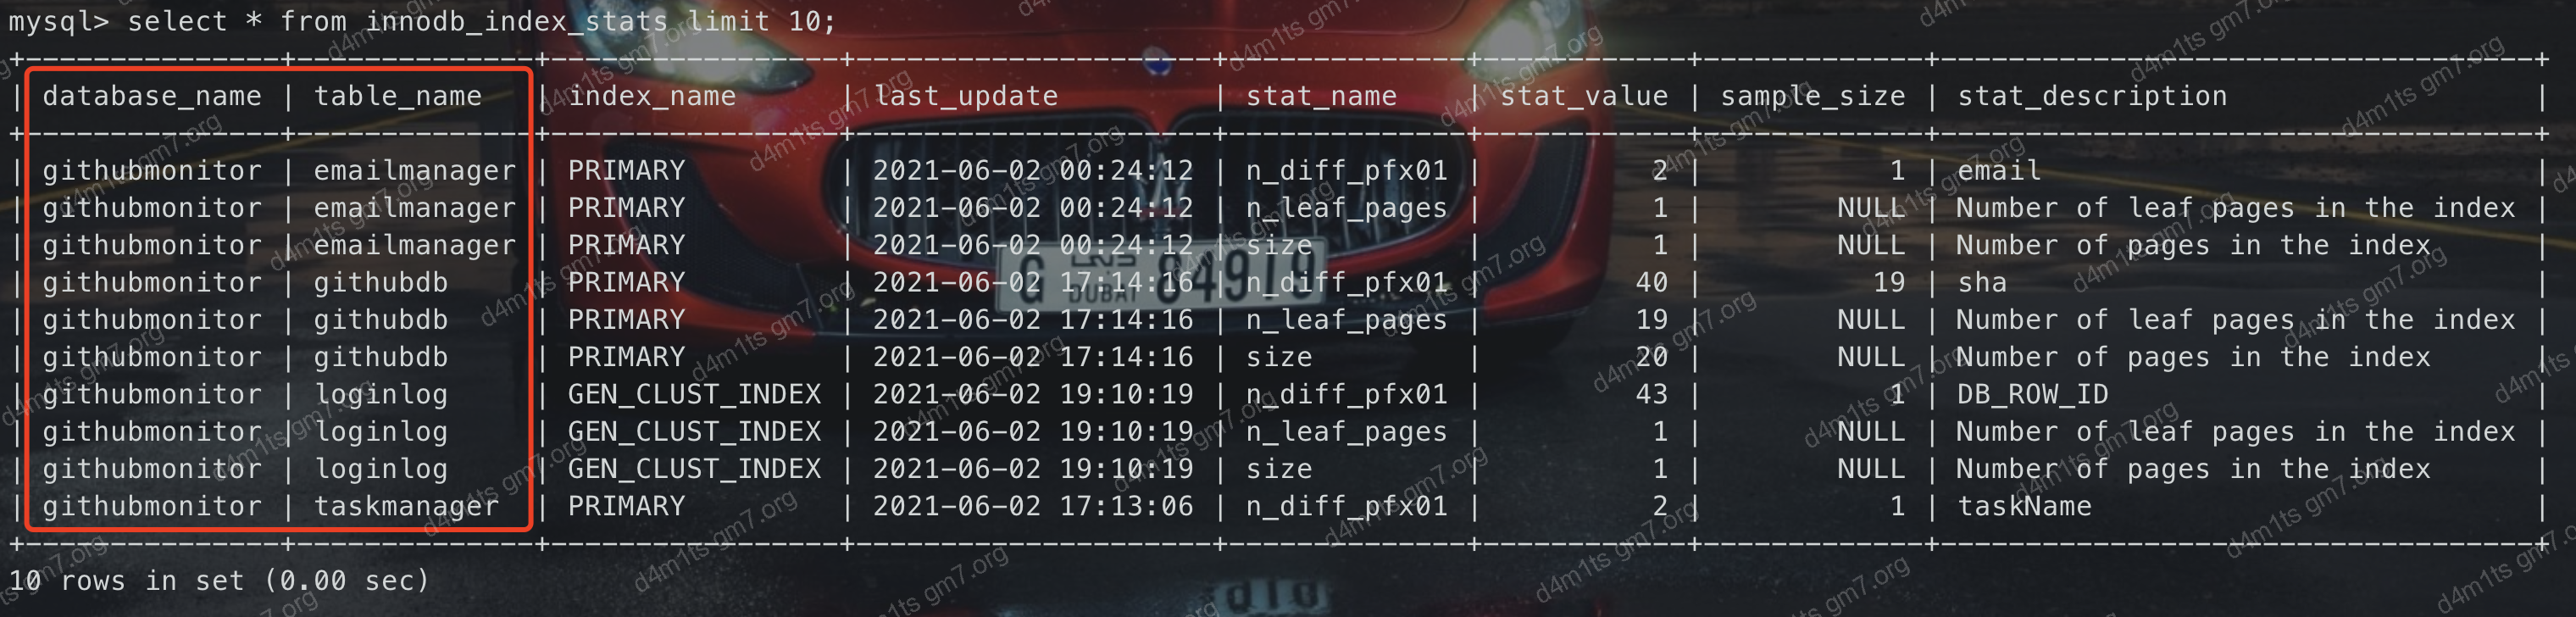 mysql> select * from innodb_index_stats limit 10;
+---------------+--------------+-----------------+---------------------+--------------+------------+-------------+-----------------------------------+
| database_name | table_name   | index_name      | last_update         | stat_name    | stat_value | sample_size | stat_description                  |
+---------------+--------------+-----------------+---------------------+--------------+------------+-------------+-----------------------------------+
| githubmonitor | emailmanager | PRIMARY         | 2021-06-02 00:24:12 | n_diff_pfx01 |          2 |           1 | email                             |
| githubmonitor | emailmanager | PRIMARY         | 2021-06-02 00:24:12 | n_leaf_pages |          1 |        NULL | Number of leaf pages in the index |
| githubmonitor | emailmanager | PRIMARY         | 2021-06-02 00:24:12 | size         |          1 |        NULL | Number of pages in the index      |
| githubmonitor | githubdb     | PRIMARY         | 2021-06-02 17:14:16 | n_diff_pfx01 |         40 |          19 | sha                               |
| githubmonitor | githubdb     | PRIMARY         | 2021-06-02 17:14:16 | n_leaf_pages |         19 |        NULL | Number of leaf pages in the index |
| githubmonitor | githubdb     | PRIMARY         | 2021-06-02 17:14:16 | size         |         20 |        NULL | Number of pages in the index      |
| githubmonitor | loginlog     | GEN_CLUST_INDEX | 2021-06-02 19:10:19 | n_diff_pfx01 |         43 |           1 | DB_ROW_ID                         |
| githubmonitor | loginlog     | GEN_CLUST_INDEX | 2021-06-02 19:10:19 | n_leaf_pages |          1 |        NULL | Number of leaf pages in the index |
| githubmonitor | loginlog     | GEN_CLUST_INDEX | 2021-06-02 19:10:19 | size         |          1 |        NULL | Number of pages in the index      |
| githubmonitor | taskmanager  | PRIMARY         | 2021-06-02 17:13:06 | n_diff_pfx01 |          2 |           1 | taskName                          |
+---------------+--------------+-----------------+---------------------+--------------+------------+-------------+-----------------------------------+
10 rows in set (0.00 sec)
G DUBAI
d4m1ts gm7.org